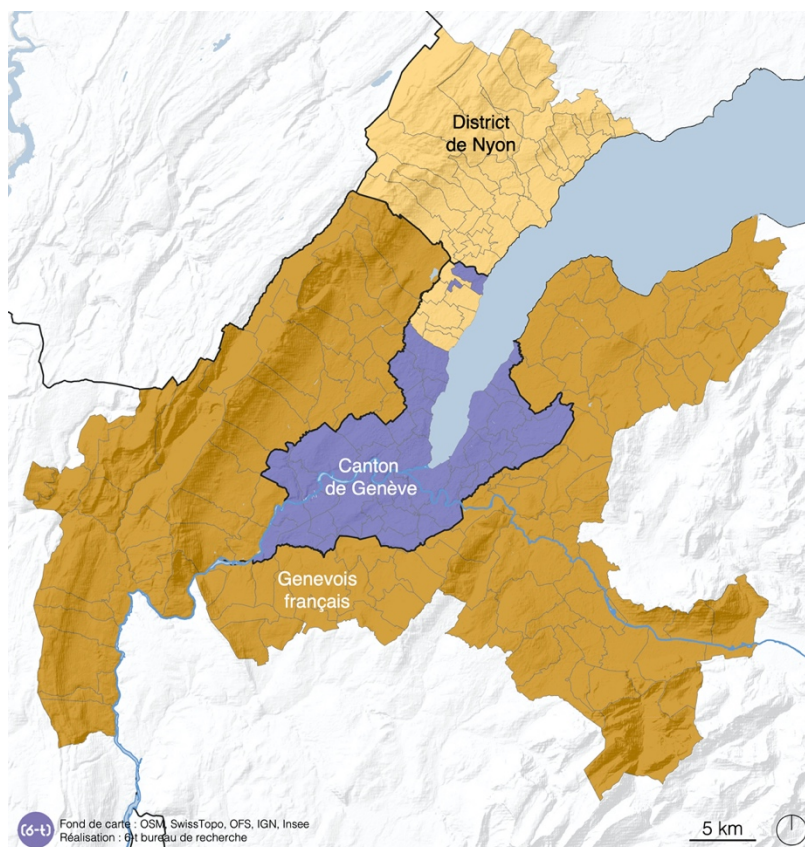 District
de Nyon
Canton
de Genève
Genevois
français
(6-t)
Fond de carte : OSM, SwissTopo, OFS, IGN, Insee
Réalisation : 6-t bureau de recherche
5 km